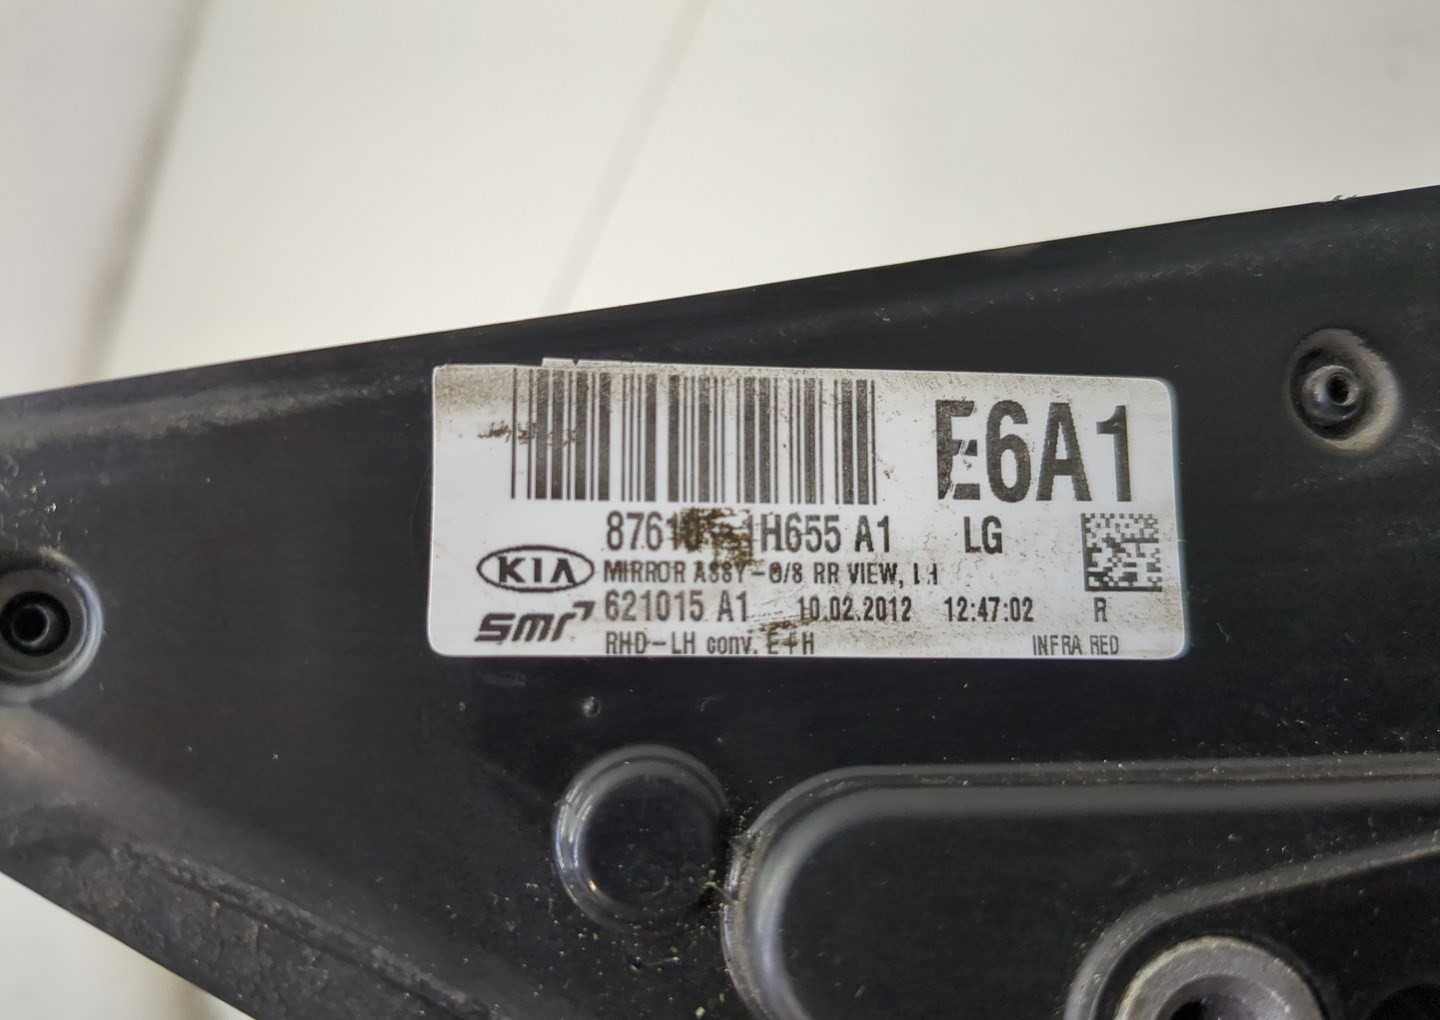 E6A1
1H655 A1 LG
KIA MIRROR ASSY-O/S RR VIEW, LH
smr 621015 A1 10.02.2012 12:47:02 R
RHD-LH conv. E+H INFRA RED